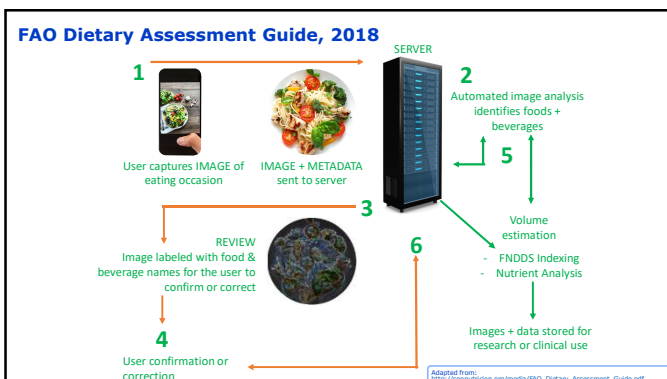 FAO Dietary Assessment Guide, 2018
SERVER
1
2
Automated image analysis
identifies foods +
beverages
User captures IMAGE of
eating occasion
IMAGE + METADATA
sent to server
5
3
REVIEW
Image labeled with food &
beverage names for the user to
confirm or correct
6
Volume
estimation
- FNDDS Indexing
- Nutrient Analysis
4
User confirmation or
correction
Images + data stored for
research or clinical use
Adapted from: